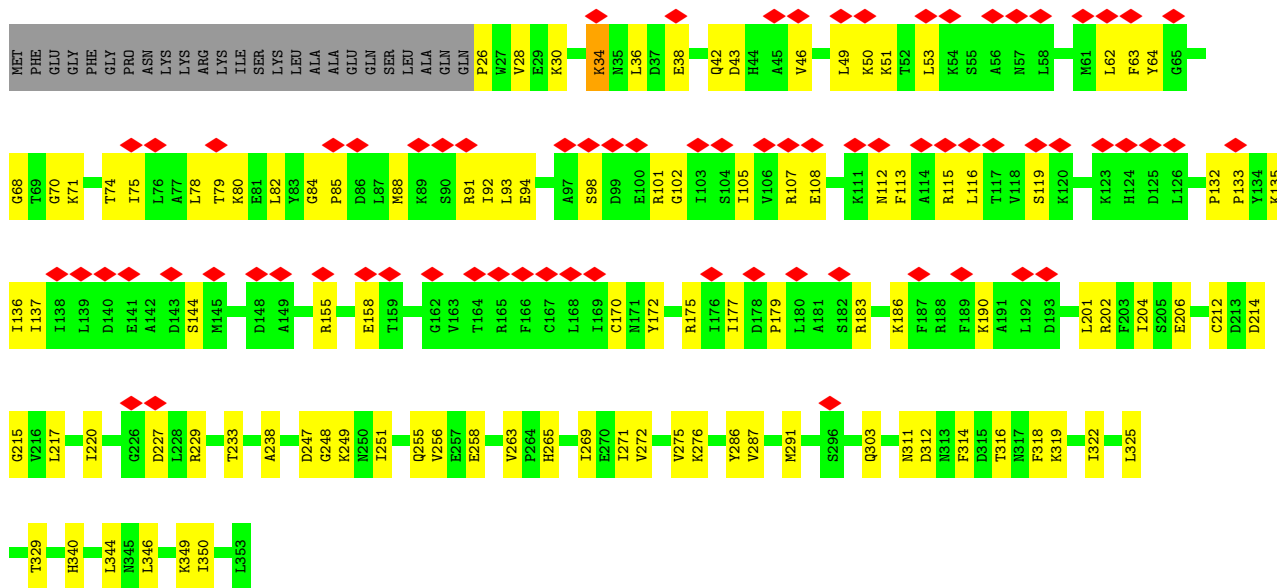 MET PHE GLU GLY PHE GLY PRO ASN LYS LYS ARG LYS ILE SER LYS LEU ALA ALA GLU GLN SER LEU ALA GLN GLN P26 W27 V28 E29 K30 K34 N35 L36 D37 E38 Q42 D43 H44 A45 V46 L49 K50 K51 T52 L53 K54 S55 A56 N57 L58 M61 L62 F63 Y64 G65
G68 T69 G70 K71 T74 I75 L76 A77 L78 T79 K80 E81 L82 Y83 G84 P85 D86 L87 M88 K89 S90 R91 I92 L93 E94 A97 S98 D99 E100 R101 G102 I103 S104 I105 V106 R107 E108 K111 N112 F113 A114 R115 L116 T117 V118 S119 K120 K123 H124 D125 L126 P132 P133 Y134 K135
I136 I137 I138 L139 D140 E141 A142 D143 S144 M145 D148 A149 R155 E158 T159 G162 V163 T164 R165 F166 C167 L168 I169 C170 N171 Y172 R175 I176 I177 D178 P179 L180 A181 S182 R183 K186 F187 R188 F189 K190 A191 L192 D193 L201 R202 F203 I204 S205 E206 C212 D213 D214
G215 V216 L217 I220 G226 D227 L228 R229 T233 A238 D247 G248 K249 N250 I251 Q255 V256 E257 E258 V263 P264 H265 I269 E270 I271 V272 V275 K276 Y286 V287 M291 S296 Q303 N311 D312 N313 F314 D315 T316 N317 F318 K319 I322 L325
T329 H340 L344 N345 L346 K349 I350 L353